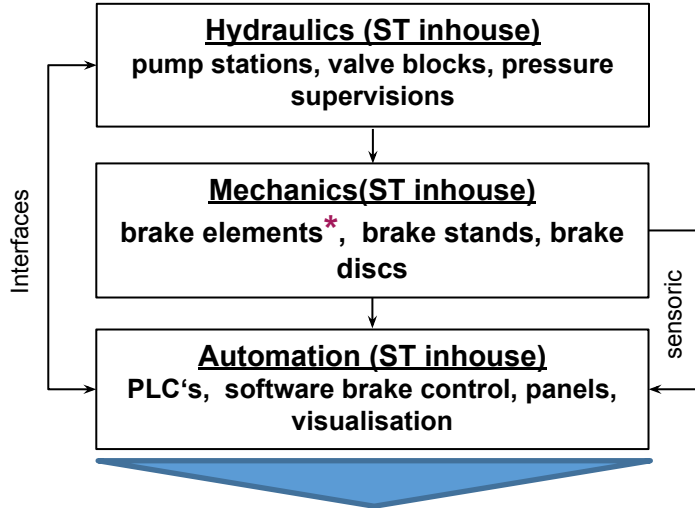 Hydraulics (ST inhouse)
pump stations, valve blocks, pressure
supervisions
Interfaces
Mechanics(ST inhouse)
brake elements*,  brake stands, brake
discs
sensoric
Automation (ST inhouse)
PLC‘s,  software brake control, panels,
visualisation